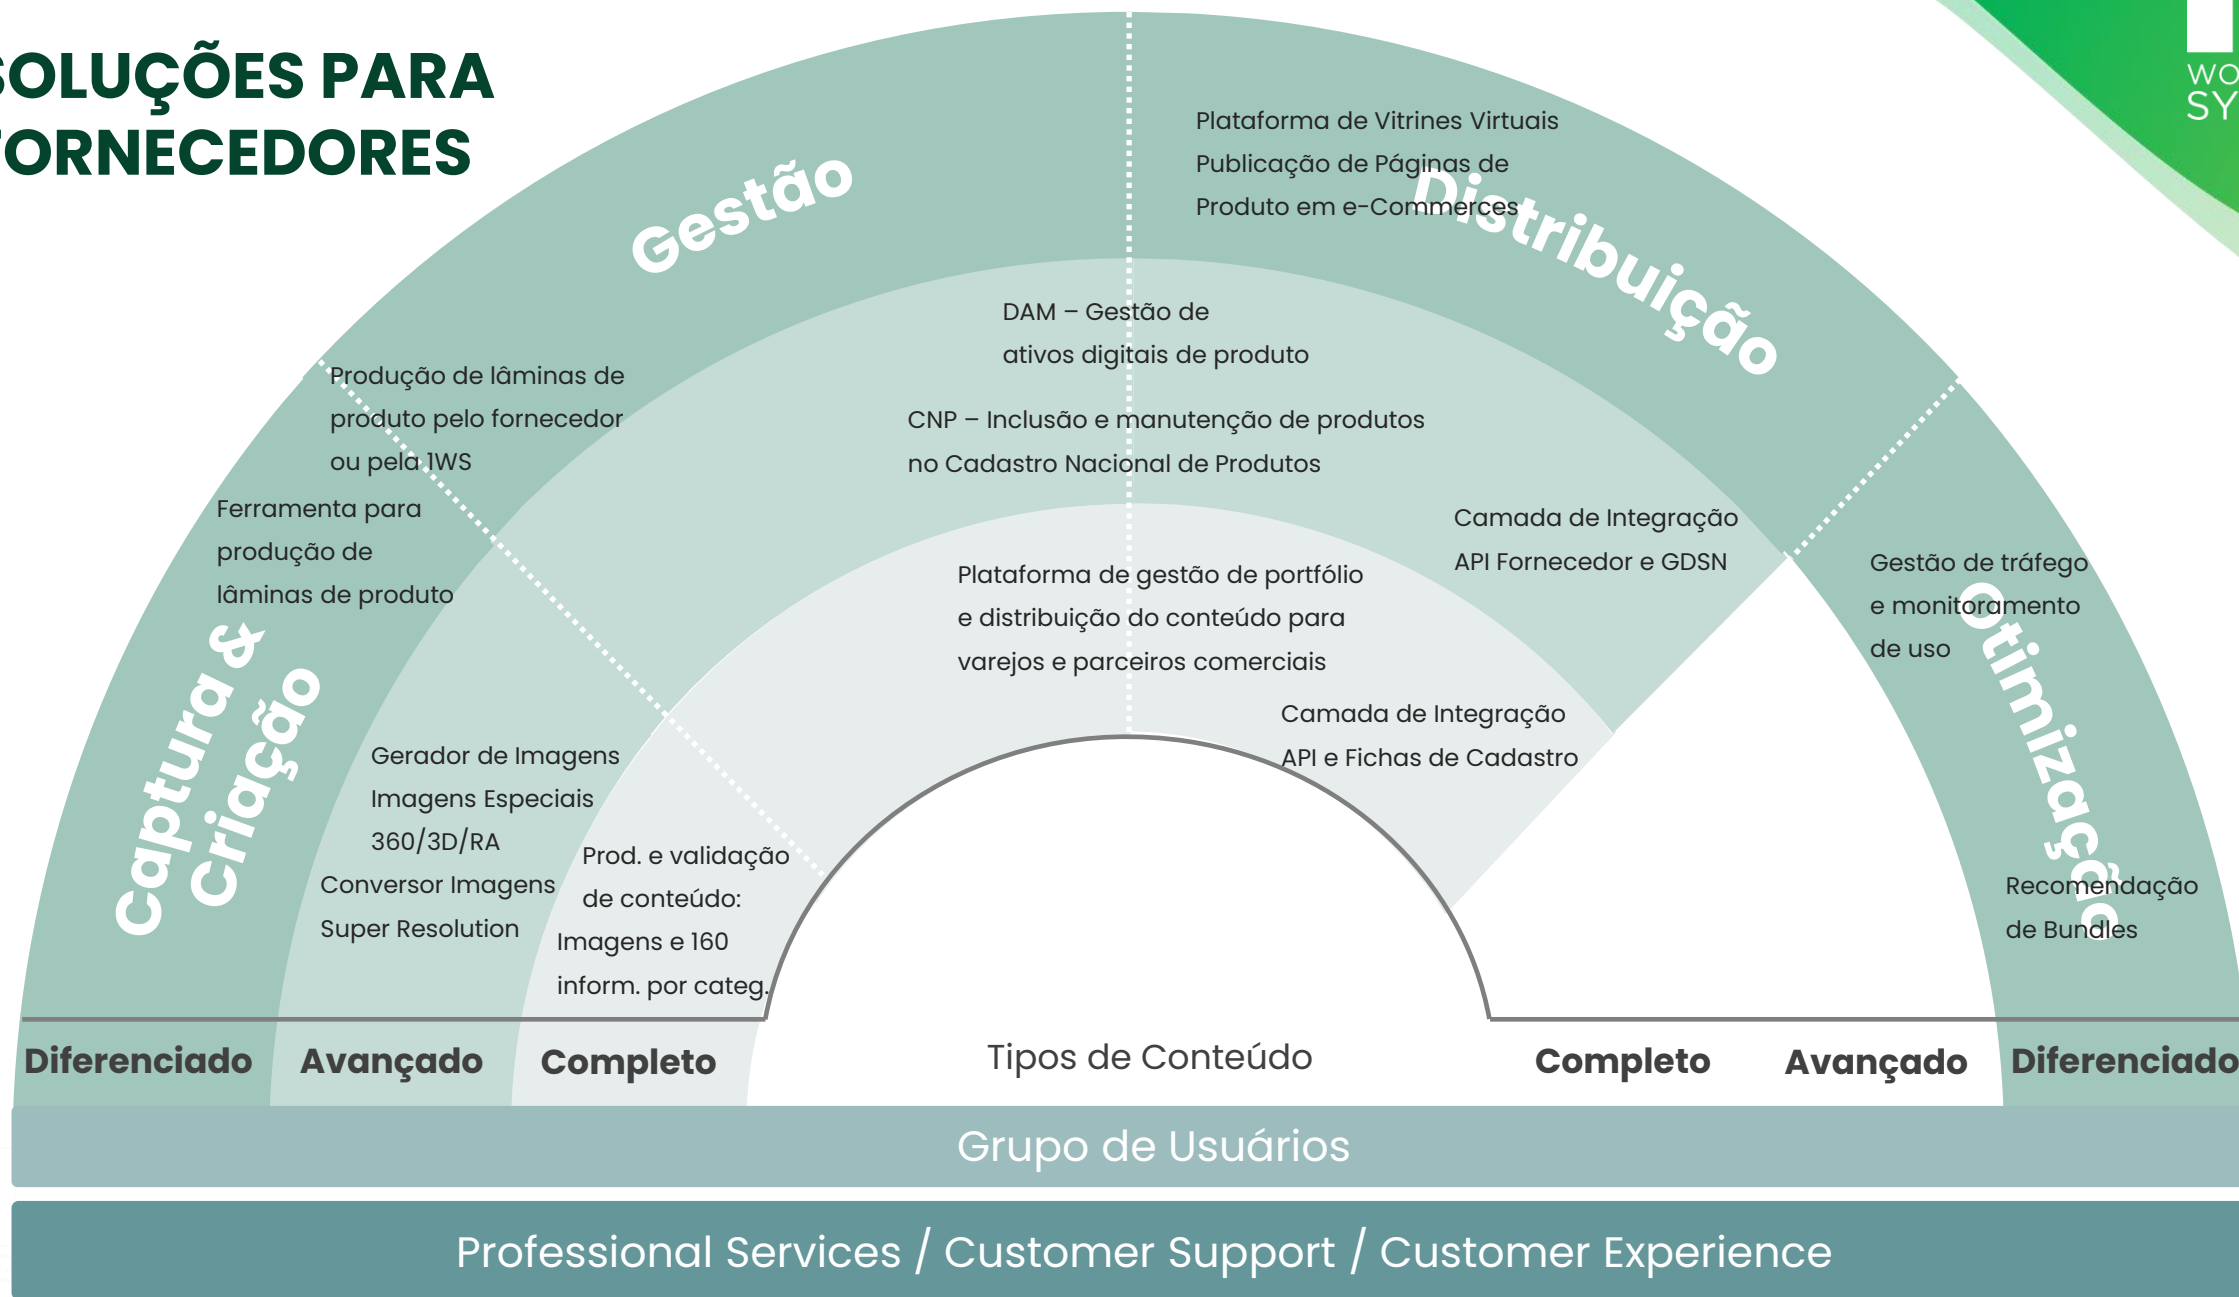 SOLUÇÕES PARA
FORNECEDORES
WO
SY
Gestão
Plataforma de Vitrines Virtuais
Publicação de Páginas de
Produto em e-Commerces
Distribuição
DAM – Gestão de
ativos digitais de produto
CNP – Inclusão e manutenção de produtos
no Cadastro Nacional de Produtos
Produção de lâminas de
produto pelo fornecedor
ou pela 1WS
Ferramenta para
produção de
lâminas de produto
Camada de Integração
API Fornecedor e GDSN
Plataforma de gestão de portfólio
e distribuição do conteúdo para
varejos e parceiros comerciais
Gestão de tráfego
e monitoramento
de uso
Otimização
Captura &
Criação
Camada de Integração
API e Fichas de Cadastro
Gerador de Imagens
Imagens Especiais
360/3D/RA
Conversor Imagens
Super Resolution
Prod. e validação
de conteúdo:
Imagens e 160
inform. por categ.
Recomendação
de Bundles
Diferenciado
Avançado
Completo
Tipos de Conteúdo
Completo
Avançado
Diferenciado
Grupo de Usuários
Professional Services / Customer Support / Customer Experience